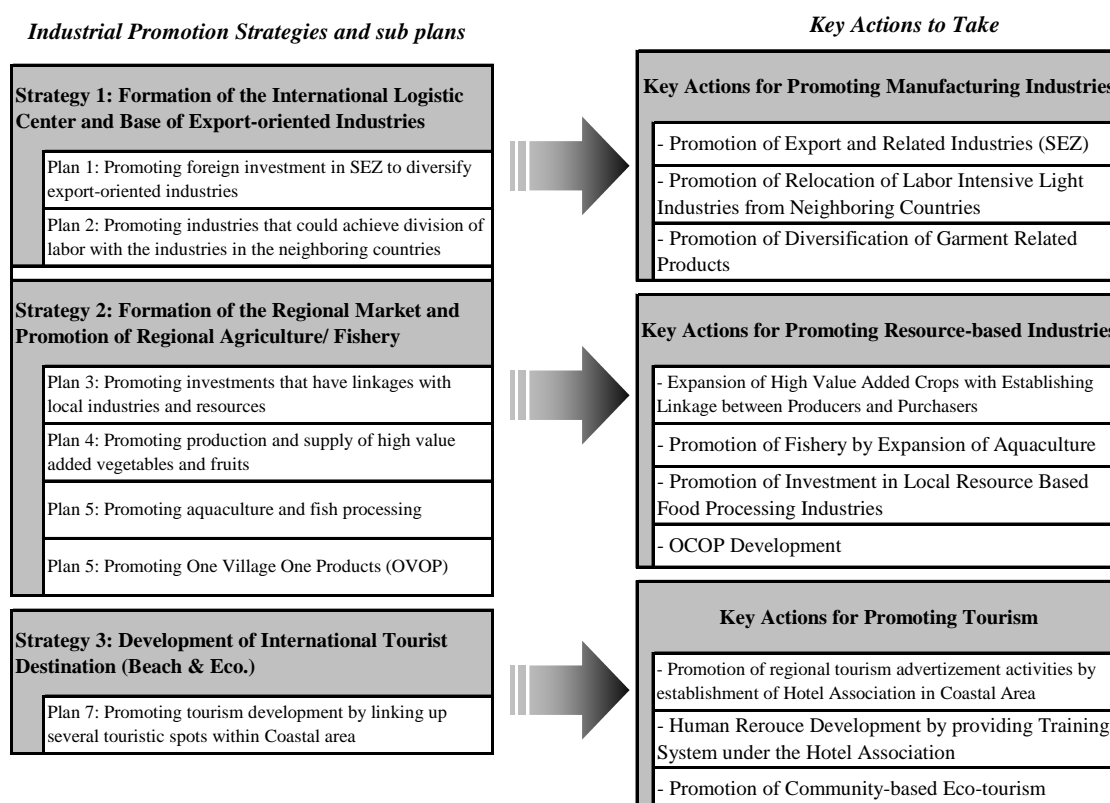 Industrial Promotion Strategies and sub plans
Strategy 1: Formation of the International Logistic
Center and Base of Export-oriented Industries
Plan 1: Promoting foreign investment in SEZ to diversify
export-oriented industries
Plan 2: Promoting industries that could achieve division of
labor with the industries in the neighboring countries
Strategy 2: Formation of the Regional Market and
Promotion of Regional Agriculture/ Fishery
Plan 3: Promoting investments that have linkages with
local industries and resources
Plan 4: Promoting production and supply of high value
added vegetables and fruits
Plan 5: Promoting aquaculture and fish processing
Plan 5: Promoting One Village One Products (OVOP)
Strategy 3: Development of International Tourist
Destination (Beach & Eco.)
Plan 7: Promoting tourism development by linking up
several touristic spots within Coastal area
Key Actions to Take
Key Actions for Promoting Manufacturing Industries
- Promotion of Export and Related Industries (SEZ)
- Promotion of Relocation of Labor Intensive Light
Industries from Neighboring Countries
- Promotion of Diversification of Garment Related
Products
Key Actions for Promoting Resource-based Industries
- Expansion of High Value Added Crops with Establishing
Linkage between Producers and Purchasers
- Promotion of Fishery by Expansion of Aquaculture
- Promotion of Investment in Local Resource Based
Food Processing Industries
- OCOP Development
Key Actions for Promoting Tourism
- Promotion of regional tourism advertizement activities by
establishment of Hotel Association in Coastal Area
- Human Rerouce Development by providing Training
System under the Hotel Association
- Promotion of Community-based Eco-tourism